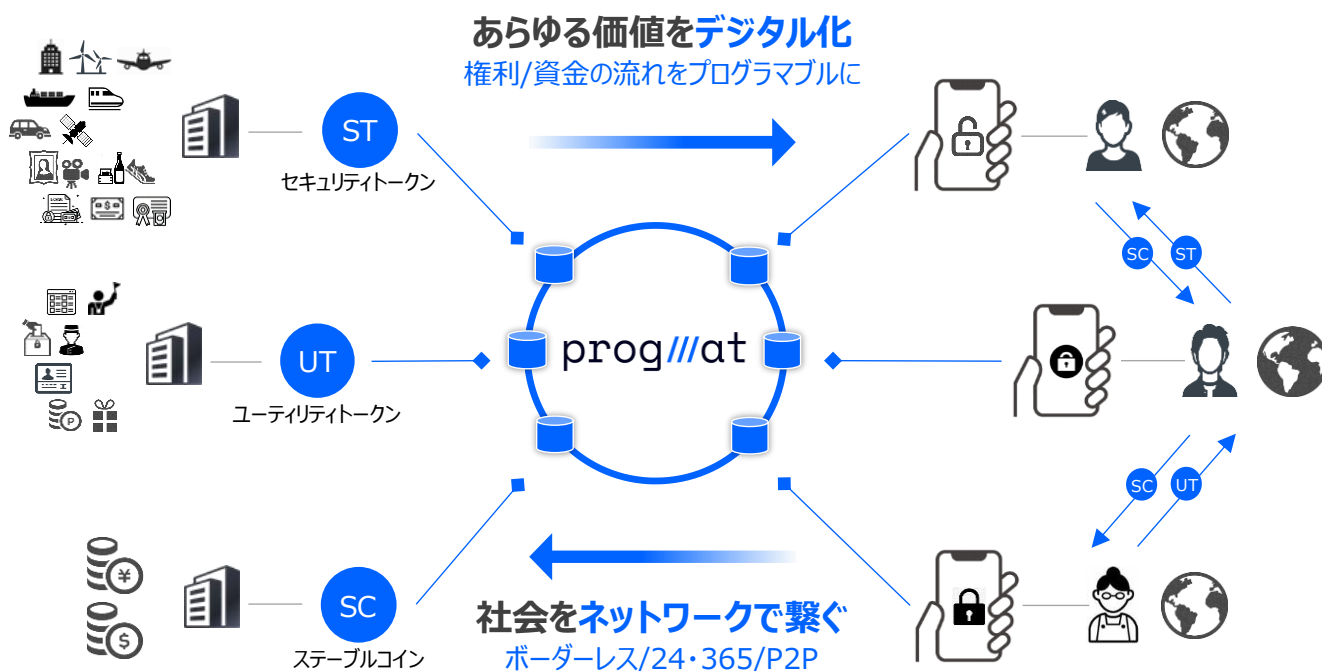 あらゆる価値をデジタル化
権利/資金の流れをプログラマブルに
ST
セキュリティトークン
SC
ST
progmat
UT
ユーティリティトークン
SC
UT
SC
ステーブルコイン
社会をネットワークで繋ぐ
ボーダーレス/24・365/P2P
¥
$
P
$